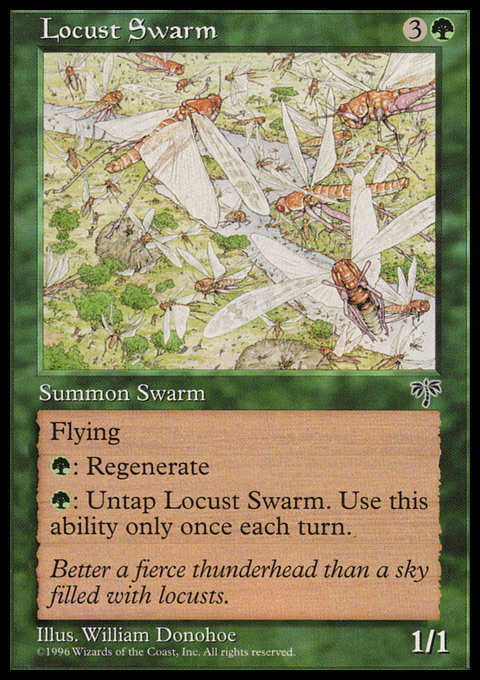 Locust Swarm 3
Summon Swarm
Flying
: Regenerate
: Untap Locust Swarm. Use this
ability only once each turn.
Better a fierce thunderhead than a sky
filled with locusts.
Illus. William Donohoe
1/1
©1996 Wizards of the Coast, Inc. All rights reserved.